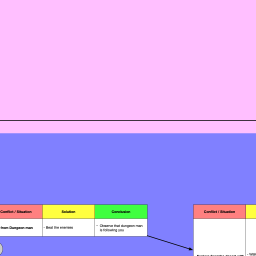 Conflict / Situation
Solution
Conclusion
Conflict / Situation
from Dungeon man
- Beat the enemies
- Observe that dungeon man
is following you